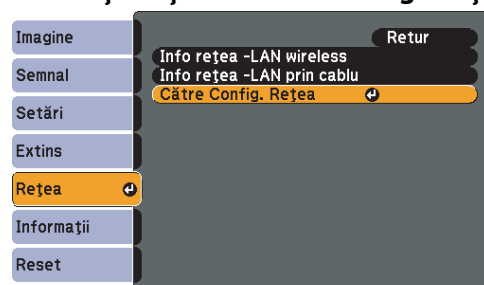 Imagine
Semnal
Setări
Extins
Reţea
Informaţii
Reset
Retur
Info reţea -LAN wireless
Info reţea -LAN prin cablu
Către Config. Reţea